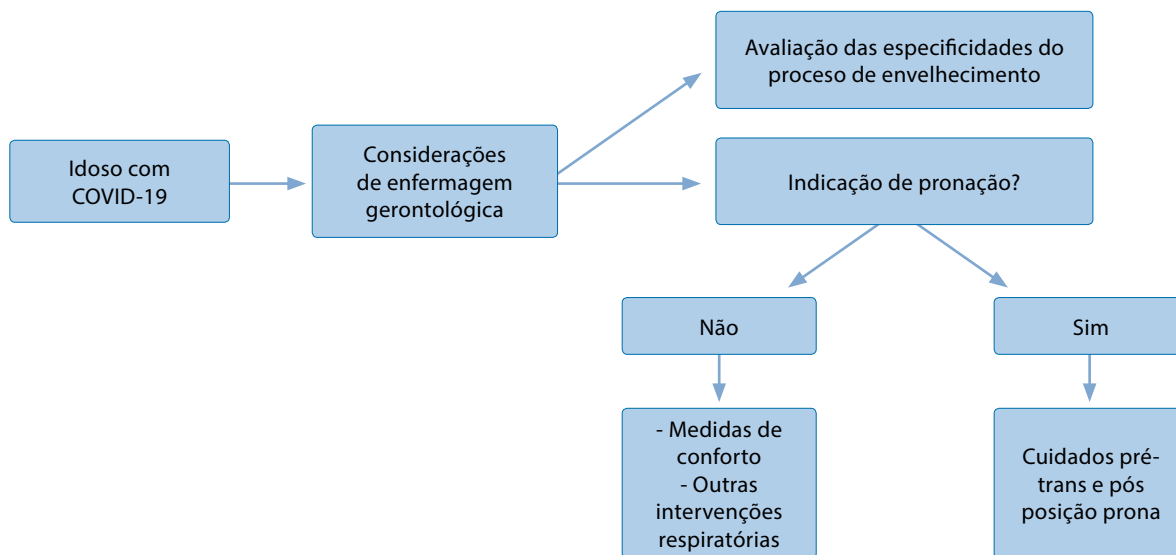 Avaliação das especificidades do
processo de envelhecimento
Idoso com
COVID-19
Considerações
de enfermagem
gerontológica
Indicação de pronação?
Não
Sim
- Medidas de
conforto
- Outras
intervenções
respiratórias
Cuidados pré-
trans e pós
posição prona